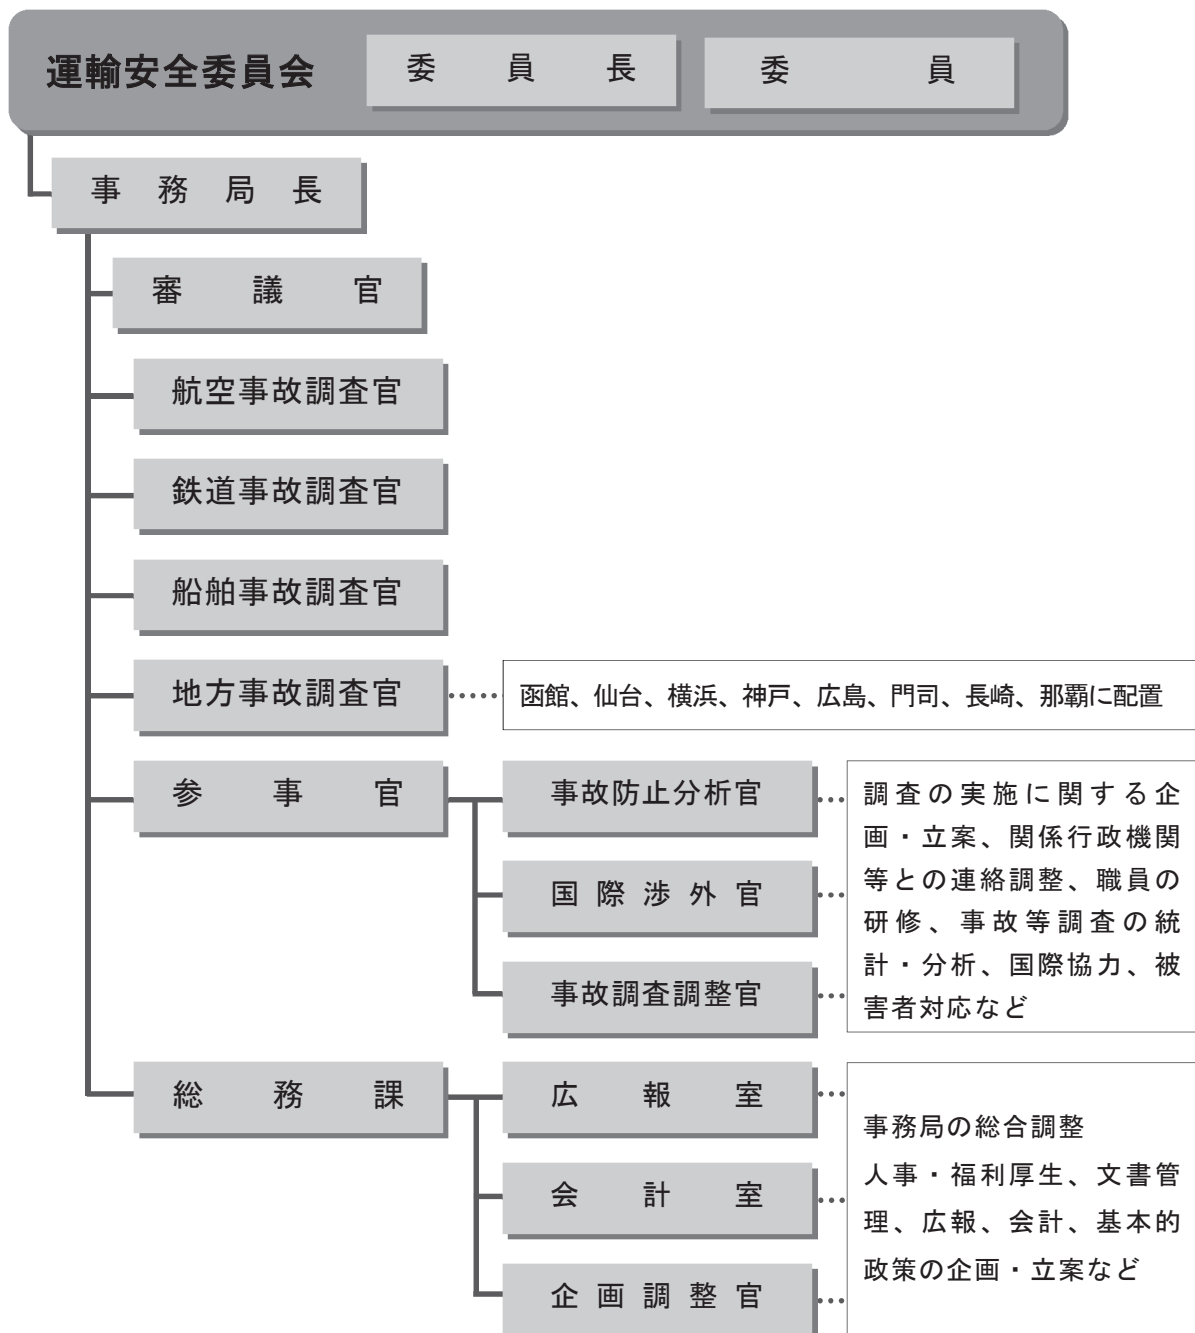 運輸安全委員会
委員長
委員
事務局長
審議官
航空事故調査官
鉄道事故調査官
船舶事故調査官
地方事故調査官
函館、仙台、横浜、神戸、広島、門司、長崎、那覇に配置
参事官
事故防止分析官
国際渉外官
事故調査調整官
調査の実施に関する企
画・立案、関係行政機関
等との連絡調整、職員の
研修、事故等調査の統
計・分析、国際協力、被
害者対応など
総務課
広報室
会計室
企画調整官
事務局の総合調整
人事・福利厚生、文書管
理、広報、会計、基本的
政策の企画・立案など